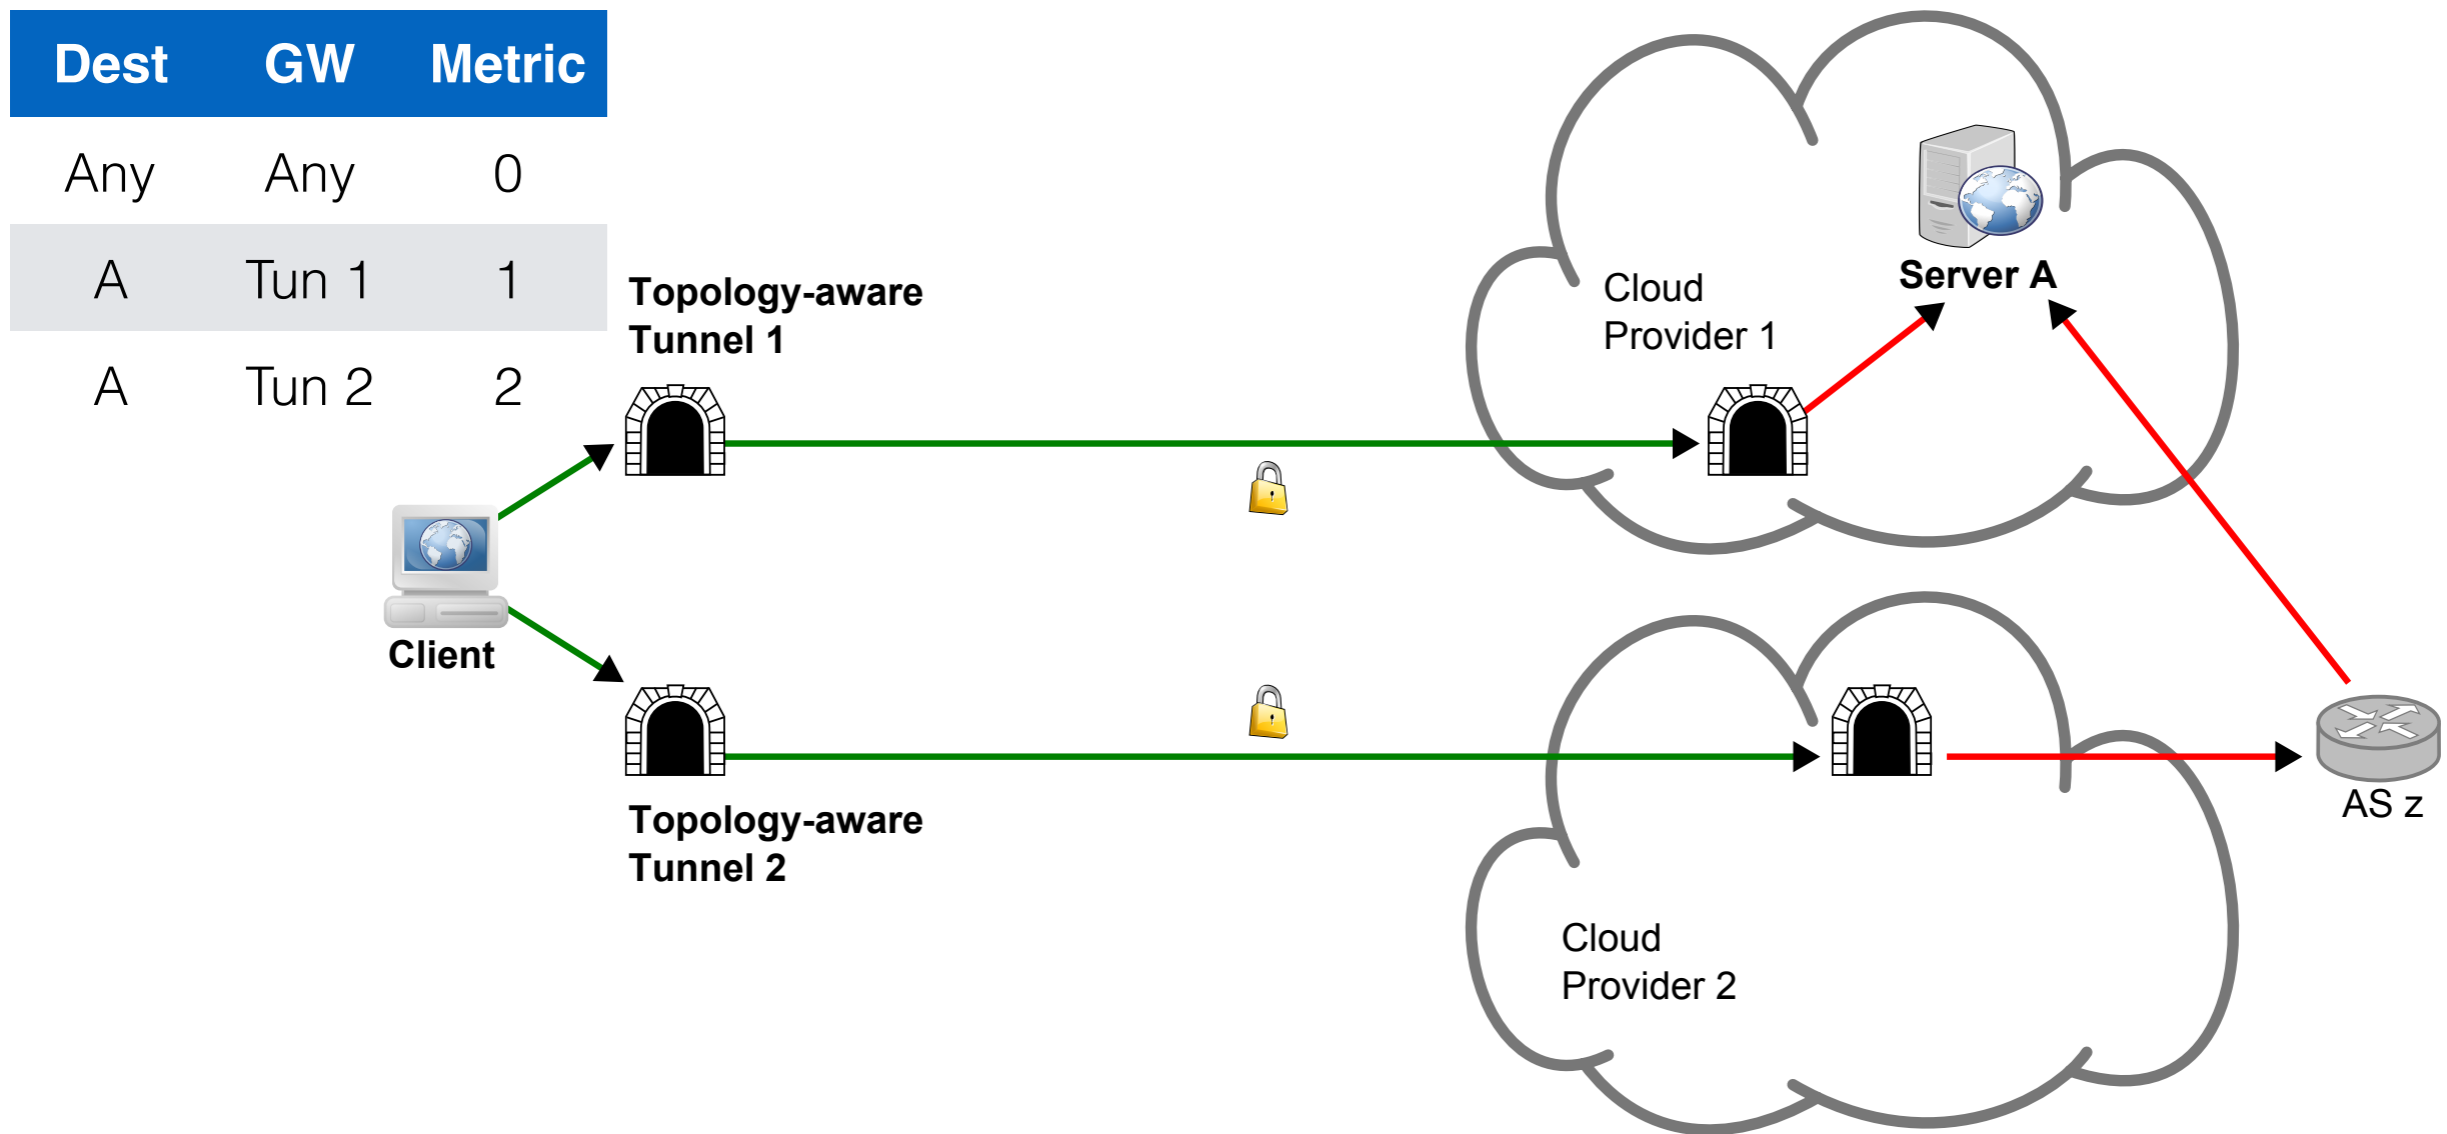 Dest GW Metric
Any Any 0
A Tun 1 1
A Tun 2 2
Topology-aware
Tunnel 1
Cloud
Provider 1
Server A
Client
Topology-aware
Tunnel 2
AS z
Cloud
Provider 2